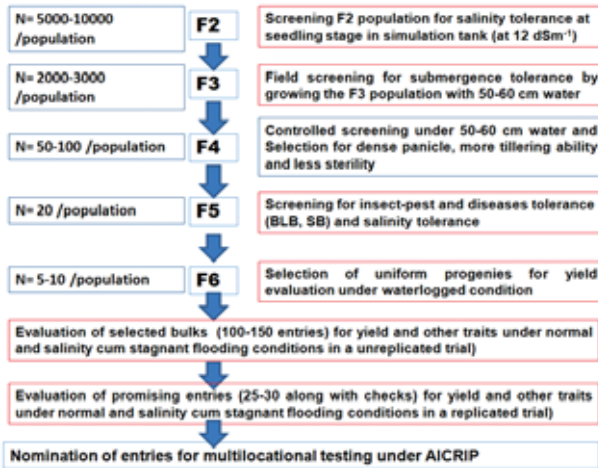 N= 5000-10000
/population
F2
Screening F2 population for salinity tolerance at
seedling stage in simulation tank (at 12 dSm⁻¹)
N= 2000-3000
/population
F3
Field screening for submergence tolerance by
growing the F3 population with 50-60 cm water
N= 50-100 /population
F4
Controlled screening under 50-60 cm water and
Selection for dense panicle, more tillering ability
and less sterility
N= 20 /population
F5
Screening for insect-pest and diseases tolerance
(BLB, SB) and salinity tolerance
N= 5-10 /population
F6
Selection of uniform progenies for yield
evaluation under waterlogged condition
Evaluation of selected bulks (100-150 entries) for yield and other traits under normal
and salinity cum stagnant flooding conditions in a unreplicated trial)
Evaluation of promising entries (25-30 along with checks) for yield and other traits
under normal and salinity cum stagnant flooding conditions in a replicated trial)
Nomination of entries for multilocational testing under AICRIP